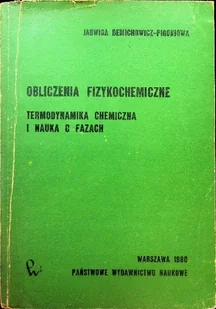 JADWIGA DEMICHOWICZ-PIGONIOWA
OBLICZENIA FIZYKOCHEMICZNE
TERMODYNAMIKA CHEMICZNA
I NAUKA O FAZACH
WARSZAWA 1980
PAŃSTWOWE WYDAWNICTWO NAUKOWE